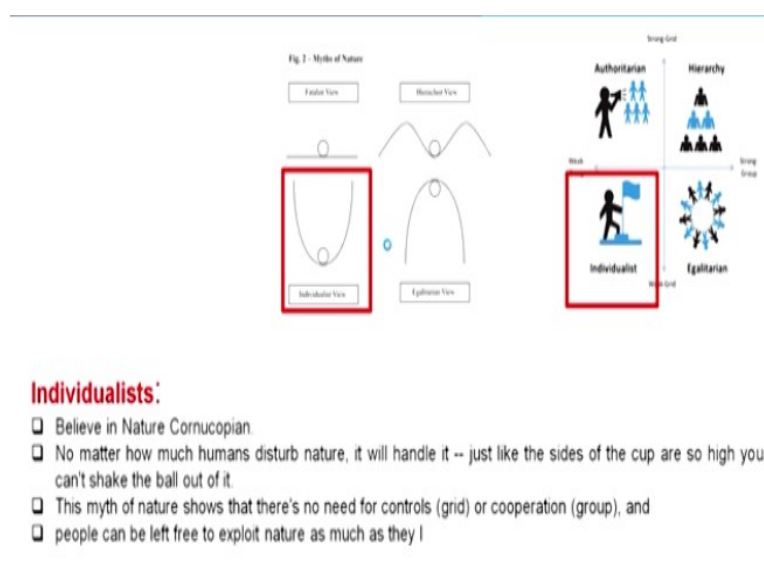 Fig. 2 – Myths of Nature
Fatalist View
Hierarchist View
Individualist View
Egalitarian View
Strong Grid
Authoritarian
Hierarchy
Weak
Strong
Group
Individualist
Egalitarian
Weak Grid
Individualists:
Believe in Nature Cornucopian.
No matter how much humans disturb nature, it will handle it -- just like the sides of the cup are so high you
can't shake the ball out of it.
This myth of nature shows that there's no need for controls (grid) or cooperation (group), and
people can be left free to exploit nature as much as they l